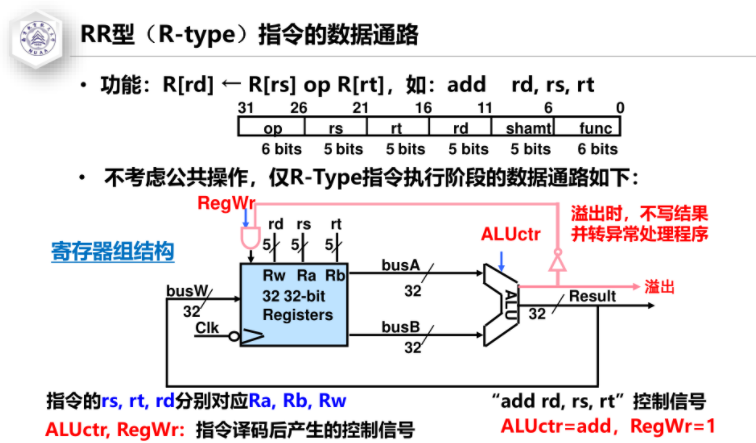 RR型（R-type）指令的数据通路
• 功能：R[rd] ← R[rs] op R[rt]，如：add rd, rs, rt
31 26 21 16 11 6 0
op rs rt rd shamt func
6 bits 5 bits 5 bits 5 bits 5 bits 6 bits
• 不考虑公共操作，仅R-Type指令执行阶段的数据通路如下：
RegWr
rd rs rt
5 5 5
溢出时，不写结果
并转异常处理程序
ALUctr
寄存器组结构
Rw Ra Rb
busA
32
溢出
busW
32
32 32-bit
Registers
ALU
Result
32
Clk
busB
32
指令的rs, rt, rd分别对应Ra, Rb, Rw
“add rd, rs, rt”控制信号
ALUctr, RegWr：指令译码后产生的控制信号
ALUctr=add，RegWr=1